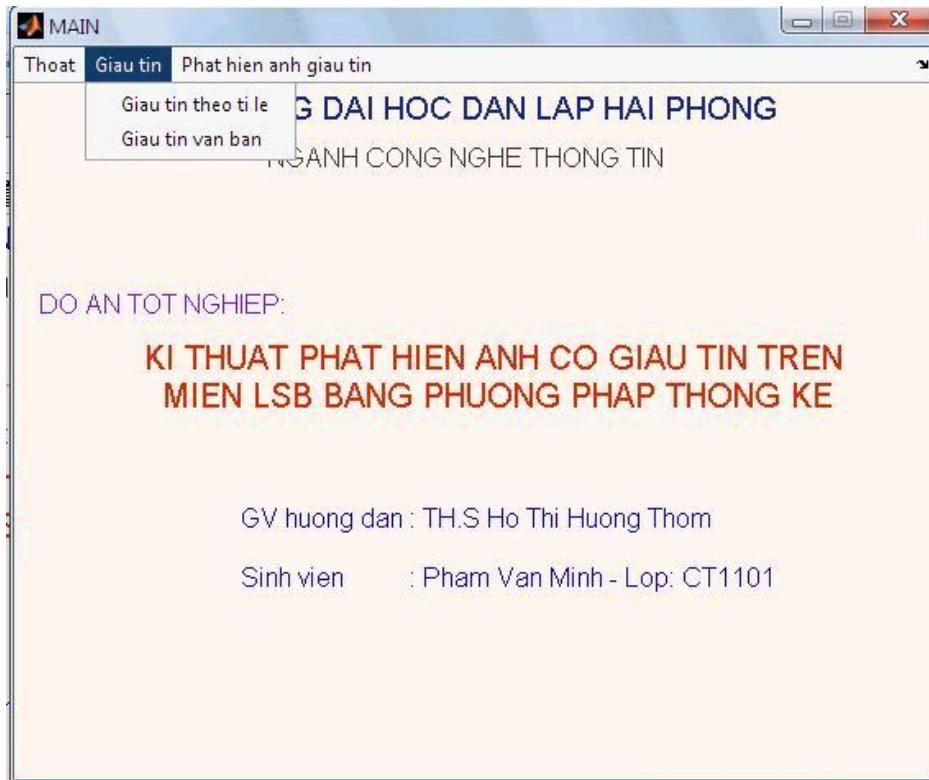 MAIN
Thoat Giau tin Phat hien anh giau tin
Giau tin theo ti le
Giau tin van ban
G DAI HOC DAN LAP HAI PHONG
NGANH CONG NGHE THONG TIN
DO AN TOT NGHIEP:
KI THUAT PHAT HIEN ANH CO GIAU TIN TREN
MIEN LSB BANG PHUONG PHAP THONG KE
GV huong dan : TH.S Ho Thi Huong Thom
Sinh vien : Pham Van Minh - Lop: CT1101